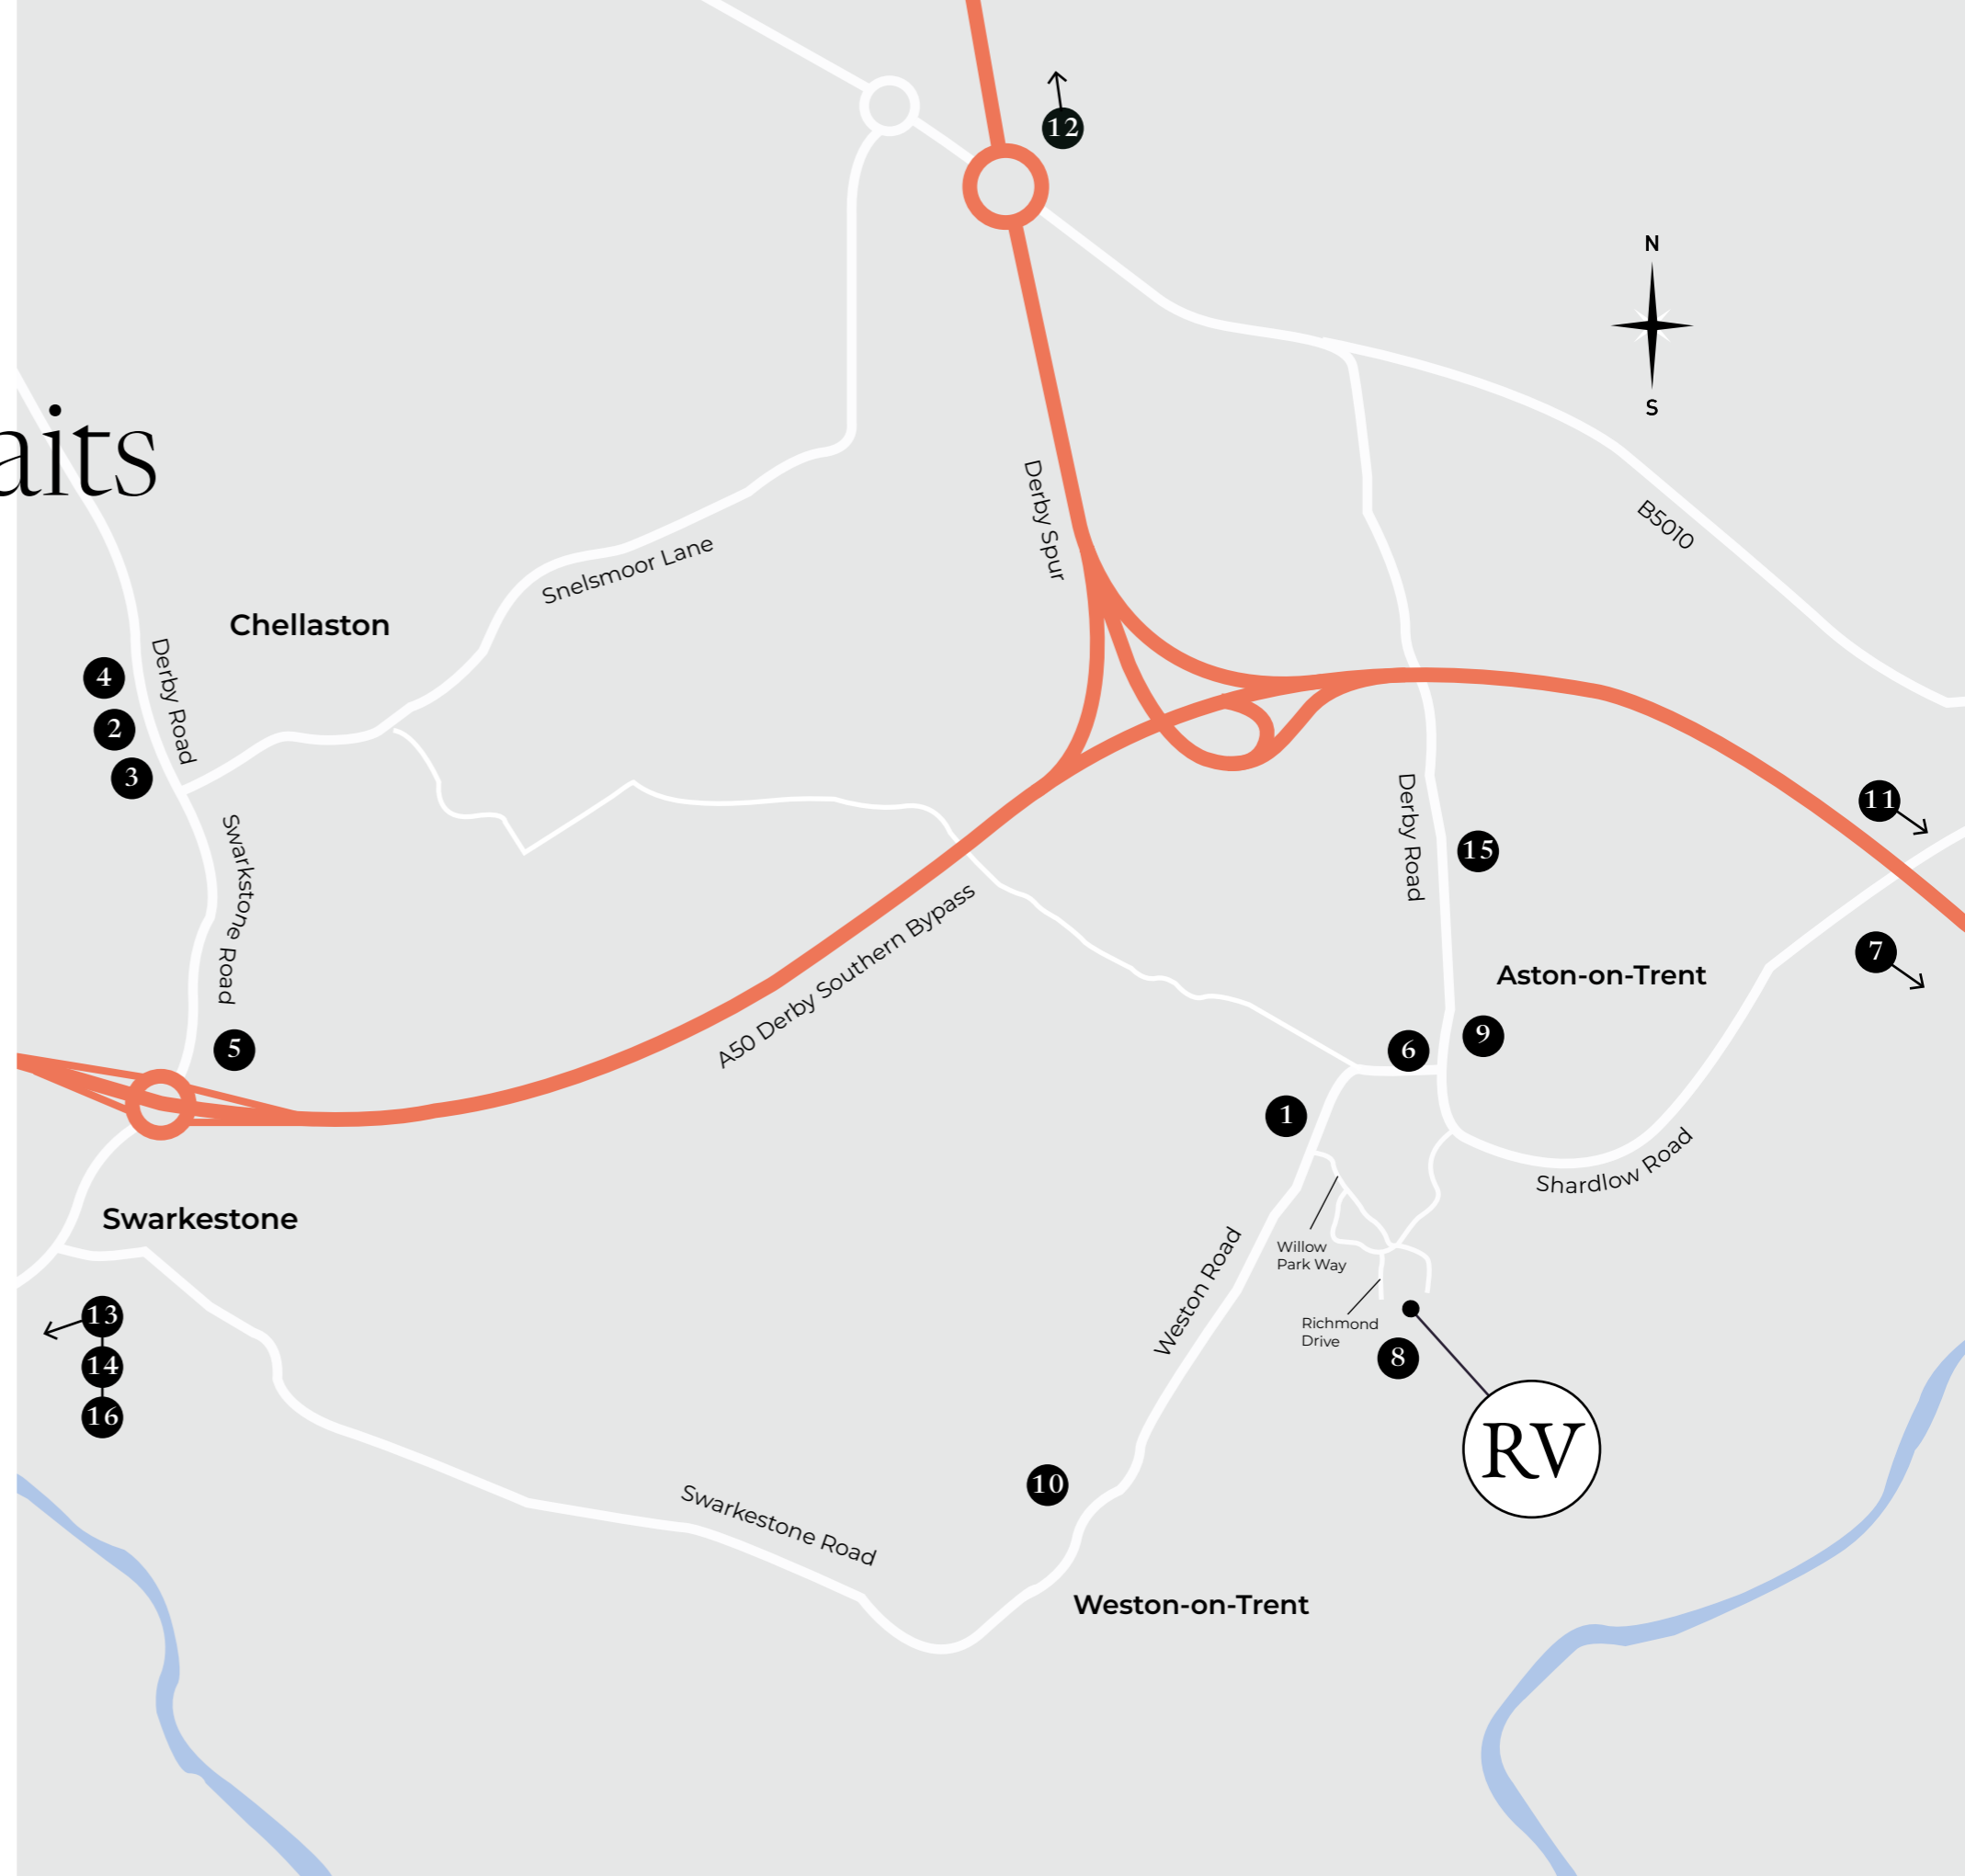 12
N
S
aits
Derby Spur
B5010
Snelsmoor Lane
Chellaston
4
Derby Road
2
3
Derby Road
11
Swarkstone Road
15
A50 Derby Southern Bypass
7
Aston-on-Trent
5
6
9
1
Shardlow Road
Swarkestone
Willow
Park Way
Weston Road
13
Richmond
Drive
14
8
16
RV
10
Swarkestone Road
Weston-on-Trent